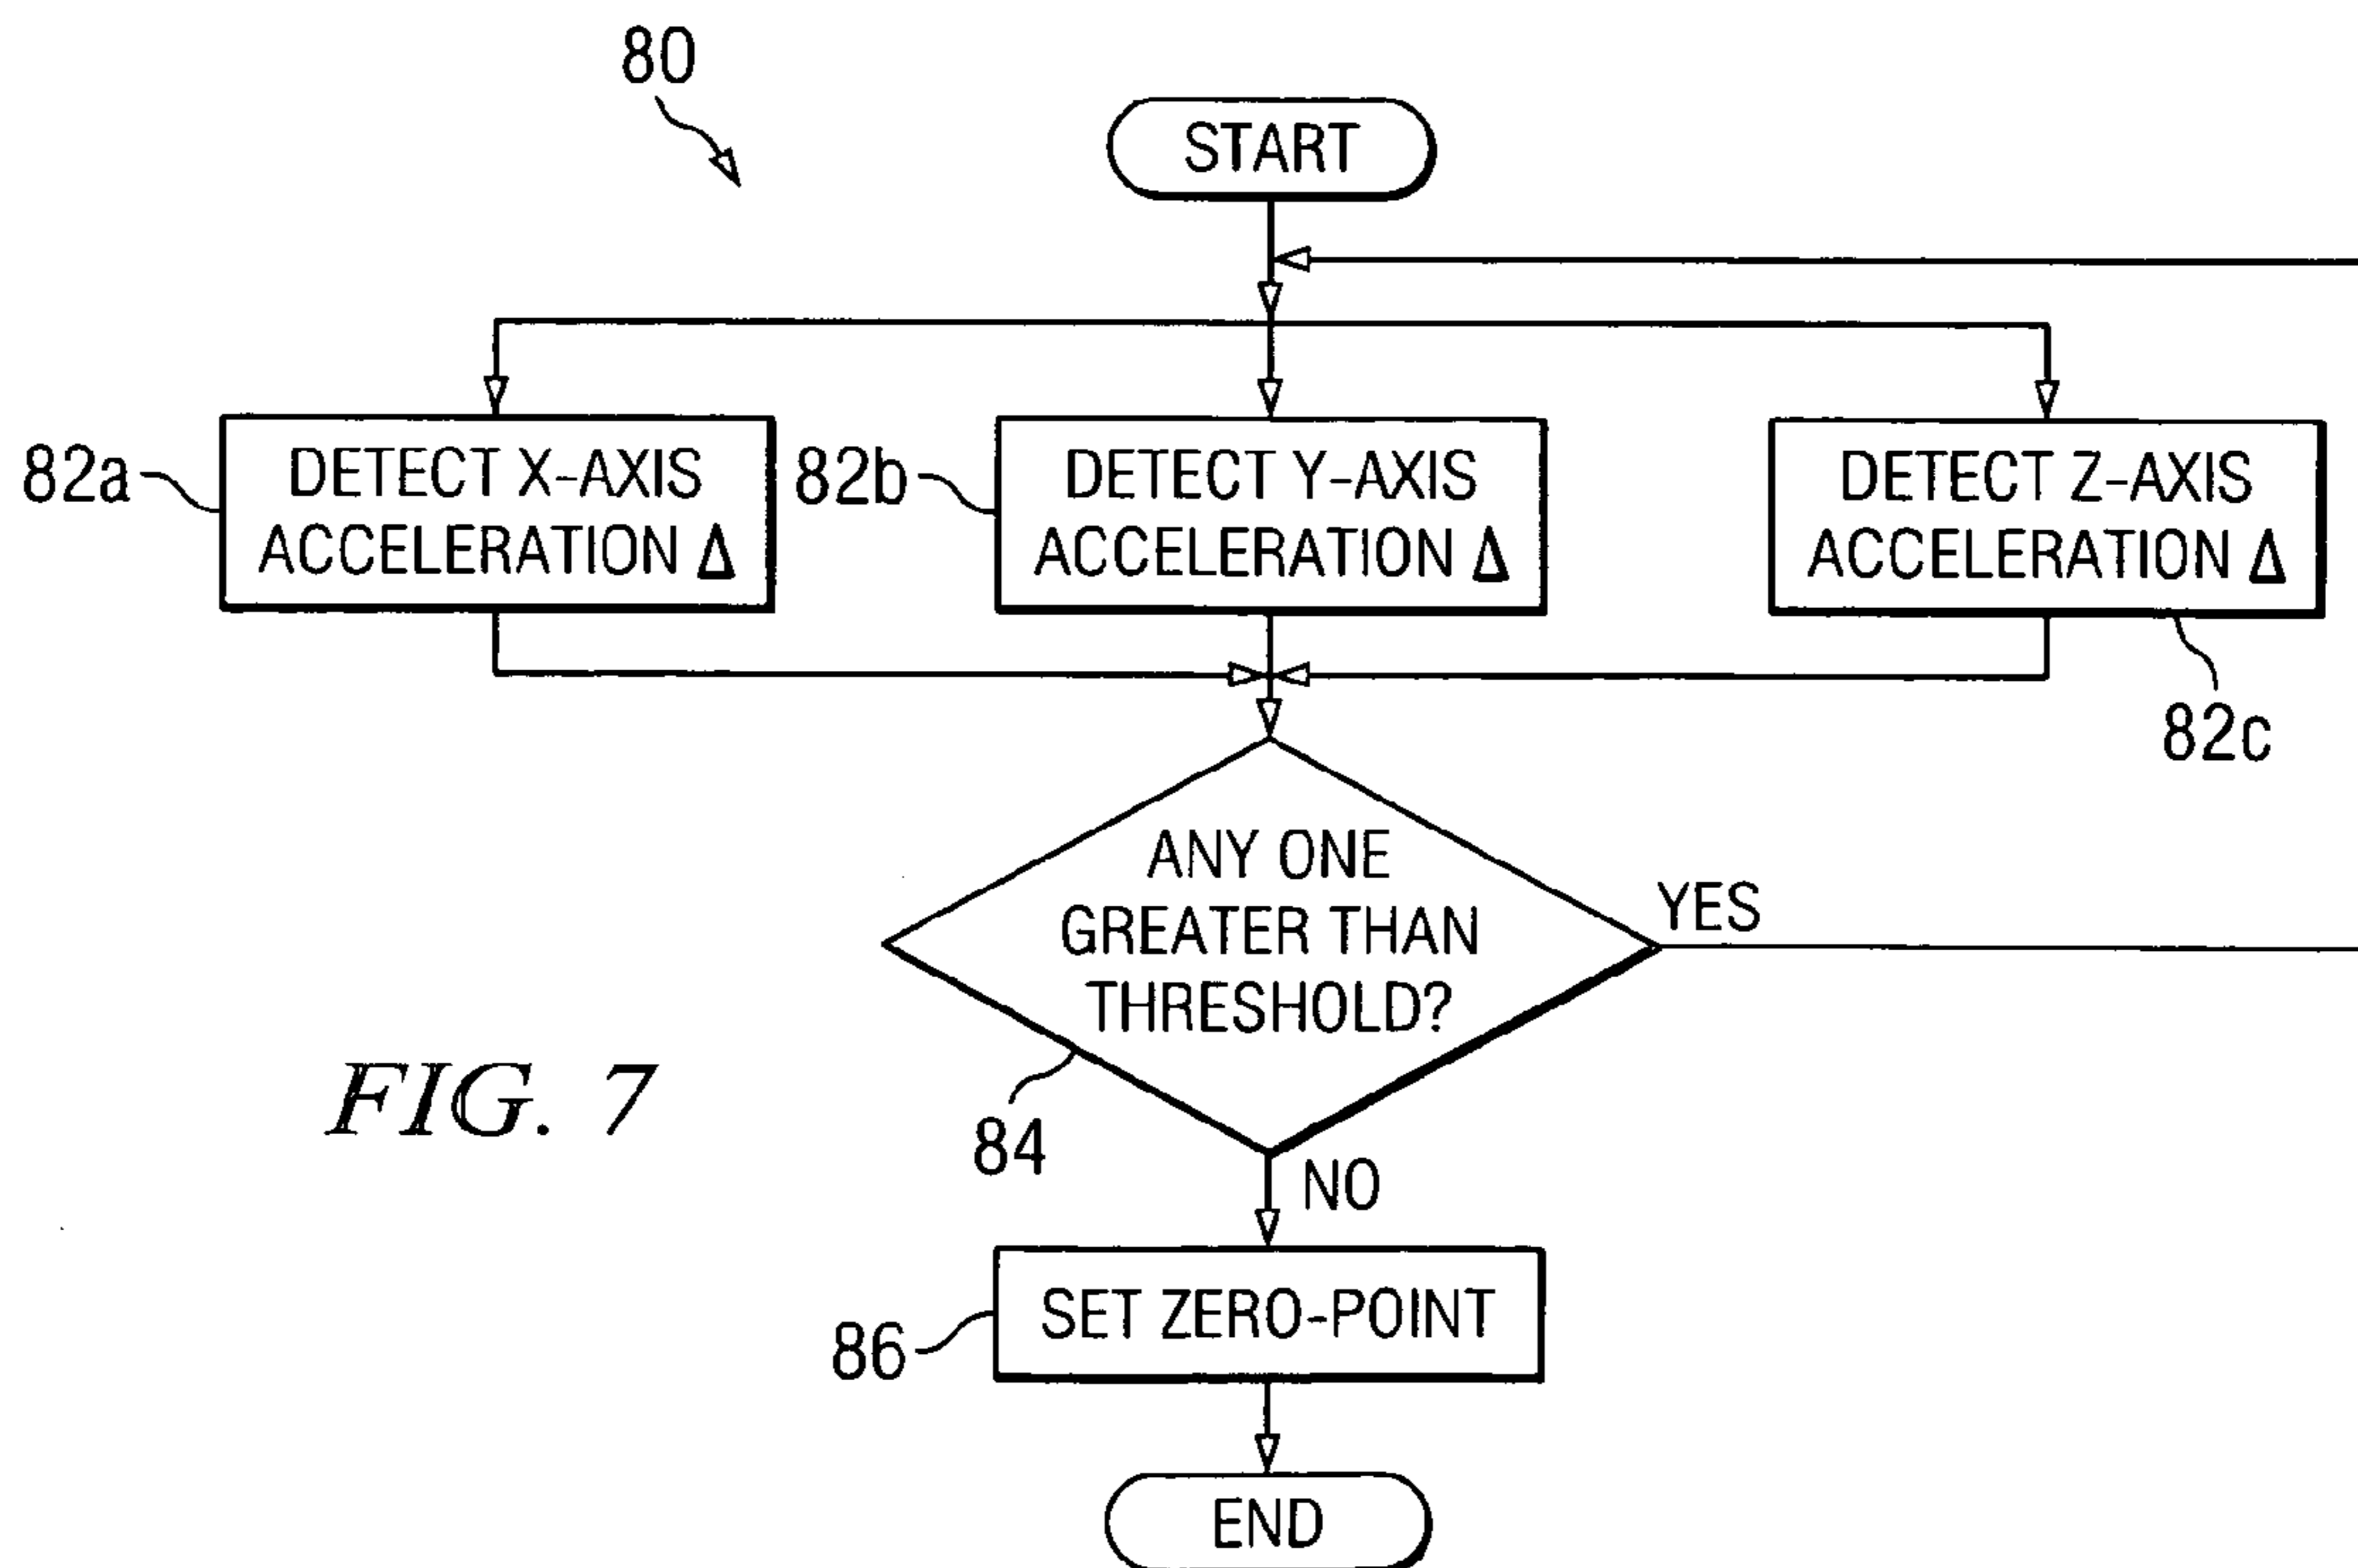 80
START
82a
DETECT X-AXIS
ACCELERATION Δ
82b
DETECT Y-AXIS
ACCELERATION Δ
DETECT Z-AXIS
ACCELERATION Δ
82c
ANY ONE
GREATER THAN
THRESHOLD?
YES
84
NO
FIG. 7
SET ZERO-POINT
86
END